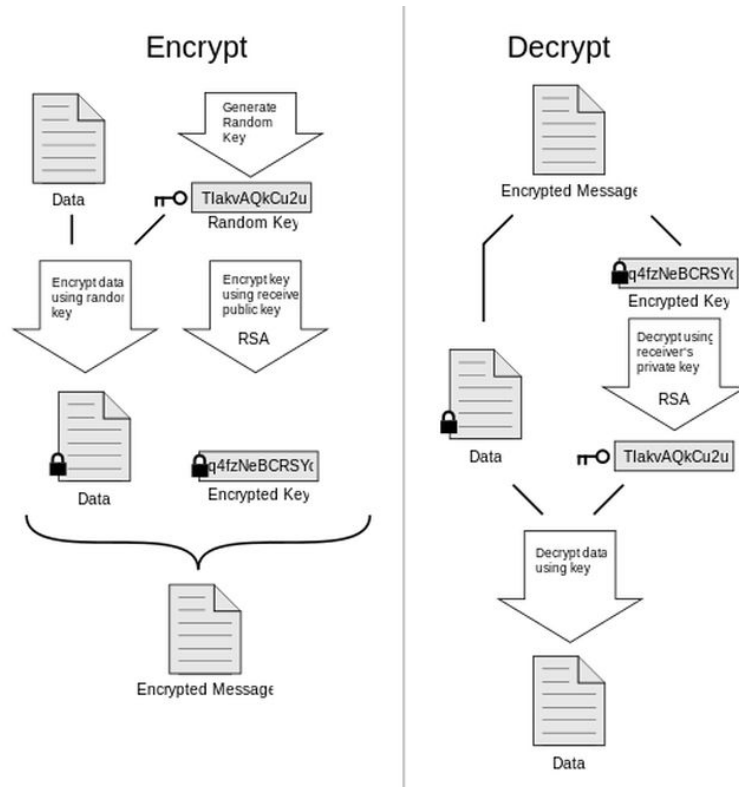 Encrypt
Generate
Random
Key
Data
TIakvAQkCu2u
Random Key
Encrypt data
using random
key
Encrypt key
using receive
public key
RSA
q4fzNeBCRSY
Data
Encrypted Key
Encrypted Message
Decrypt
Encrypted Message
q4fzNeBCRSY
Encrypted Key
Decrypt using
receiver's
private key
RSA
Data
TIakvAQkCu2u
Decrypt data
using key
Data